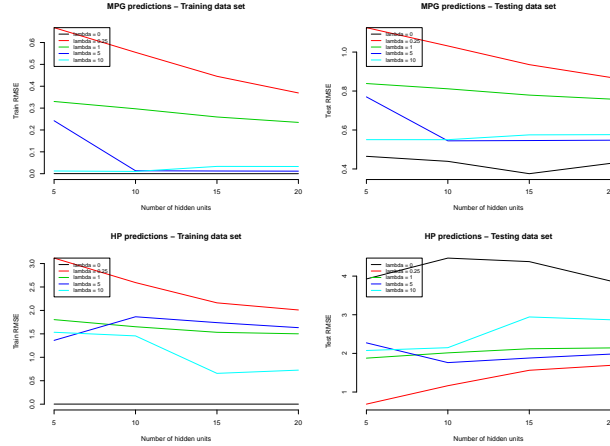 MPG predictions – Training data set
lambda = 0
lambda = 0.25
lambda = 1
lambda = 5
lambda = 10
Train RMSE
0.0 0.1 0.2 0.3 0.4 0.5 0.6
5 10 15 20
Number of hidden units
MPG predictions – Testing data set
lambda = 0
lambda = 0.25
lambda = 1
lambda = 5
lambda = 10
Test RMSE
0.4 0.6 0.8 1.0
5 10 15 20
Number of hidden units
HP predictions – Training data set
lambda = 0
lambda = 0.25
lambda = 1
lambda = 5
lambda = 10
Train RMSE
0.0 0.5 1.0 1.5 2.0 2.5 3.0
5 10 15 20
Number of hidden units
HP predictions – Testing data set
lambda = 0
lambda = 0.25
lambda = 1
lambda = 5
lambda = 10
Test RMSE
1 2 3 4
5 10 15 20
Number of hidden units